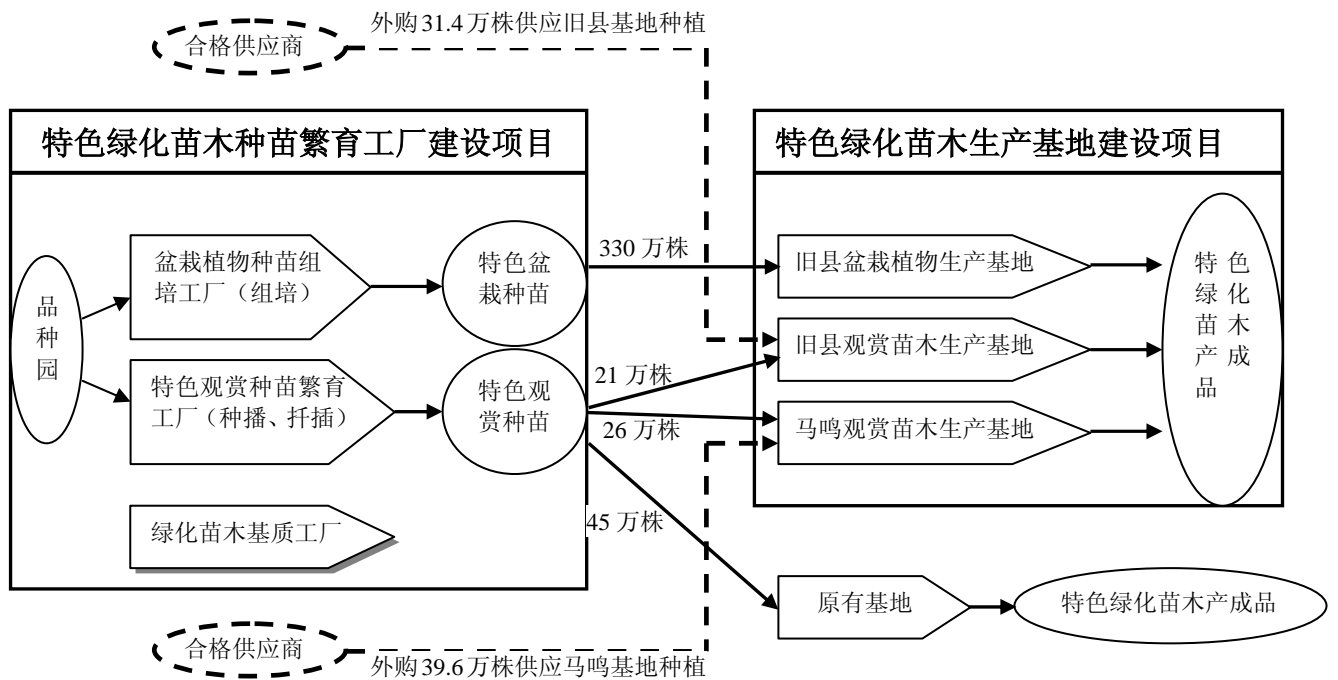 外购31.4万株供应旧县基地种植
合格供应商
特色绿化苗木种苗繁育工厂建设项目
特色绿化苗木生产基地建设项目
品
种
园
盆栽植物种苗组
培工厂（组培）
特色盆
栽种苗
330 万株
旧县盆栽植物生产基地
特色观赏种苗繁育
工厂（种播、扦插）
特色观
赏种苗
21 万株
旧县观赏苗木生产基地
26 万株
马鸣观赏苗木生产基地
特 色
绿 化
苗 木
产 成
品
绿化苗木基质工厂
45 万株
原有基地
特色绿化苗木产成品
合格供应商
外购39.6万株供应马鸣基地种植